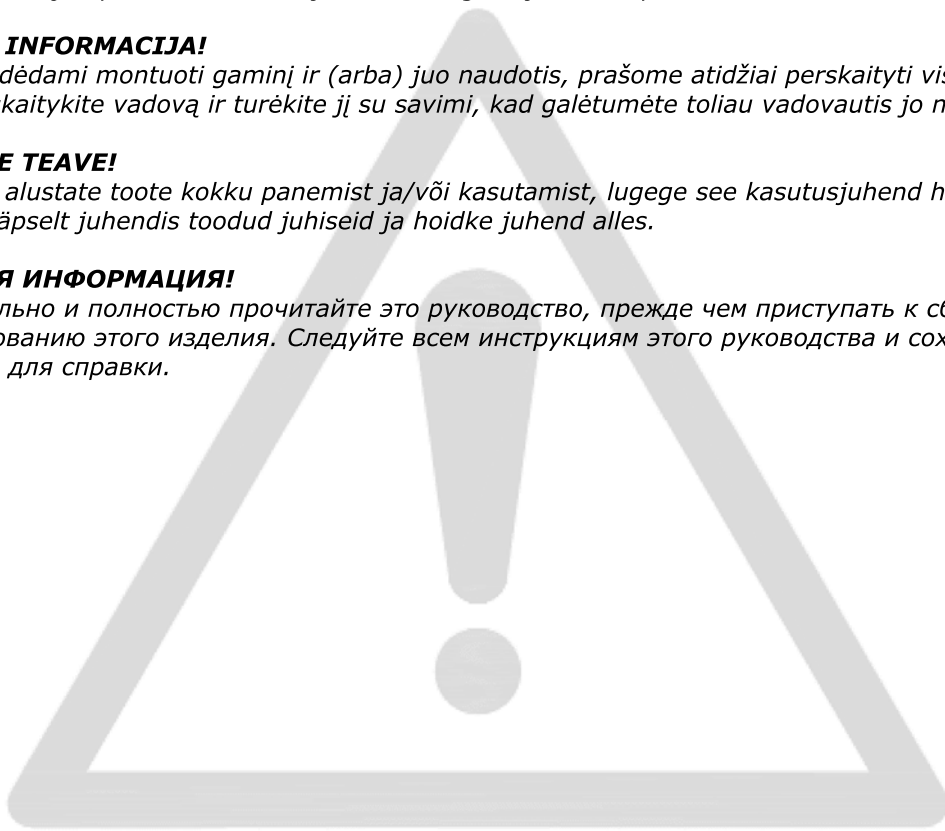 INFORMACIJA!
dėdami montuoti gaminį ir (arba) juo naudotis, prašome atidžiai perskaityti vis
kaitykite vadovą ir turėkite jį su savimi, kad galėtumėte toliau vadovautis jo n
E TEAVE!
alustate toote kokku panemist ja/või kasutamist, lugege see kasutusjuhend h
äpselt juhendis toodud juhiseid ja hoidke juhend alles.
Я ИНФОРМАЦИЯ!
льно и полностью прочитайте это руководство, прежде чем приступать к сб
ованию этого изделия. Следуйте всем инструкциям этого руководства и сох
для справки.